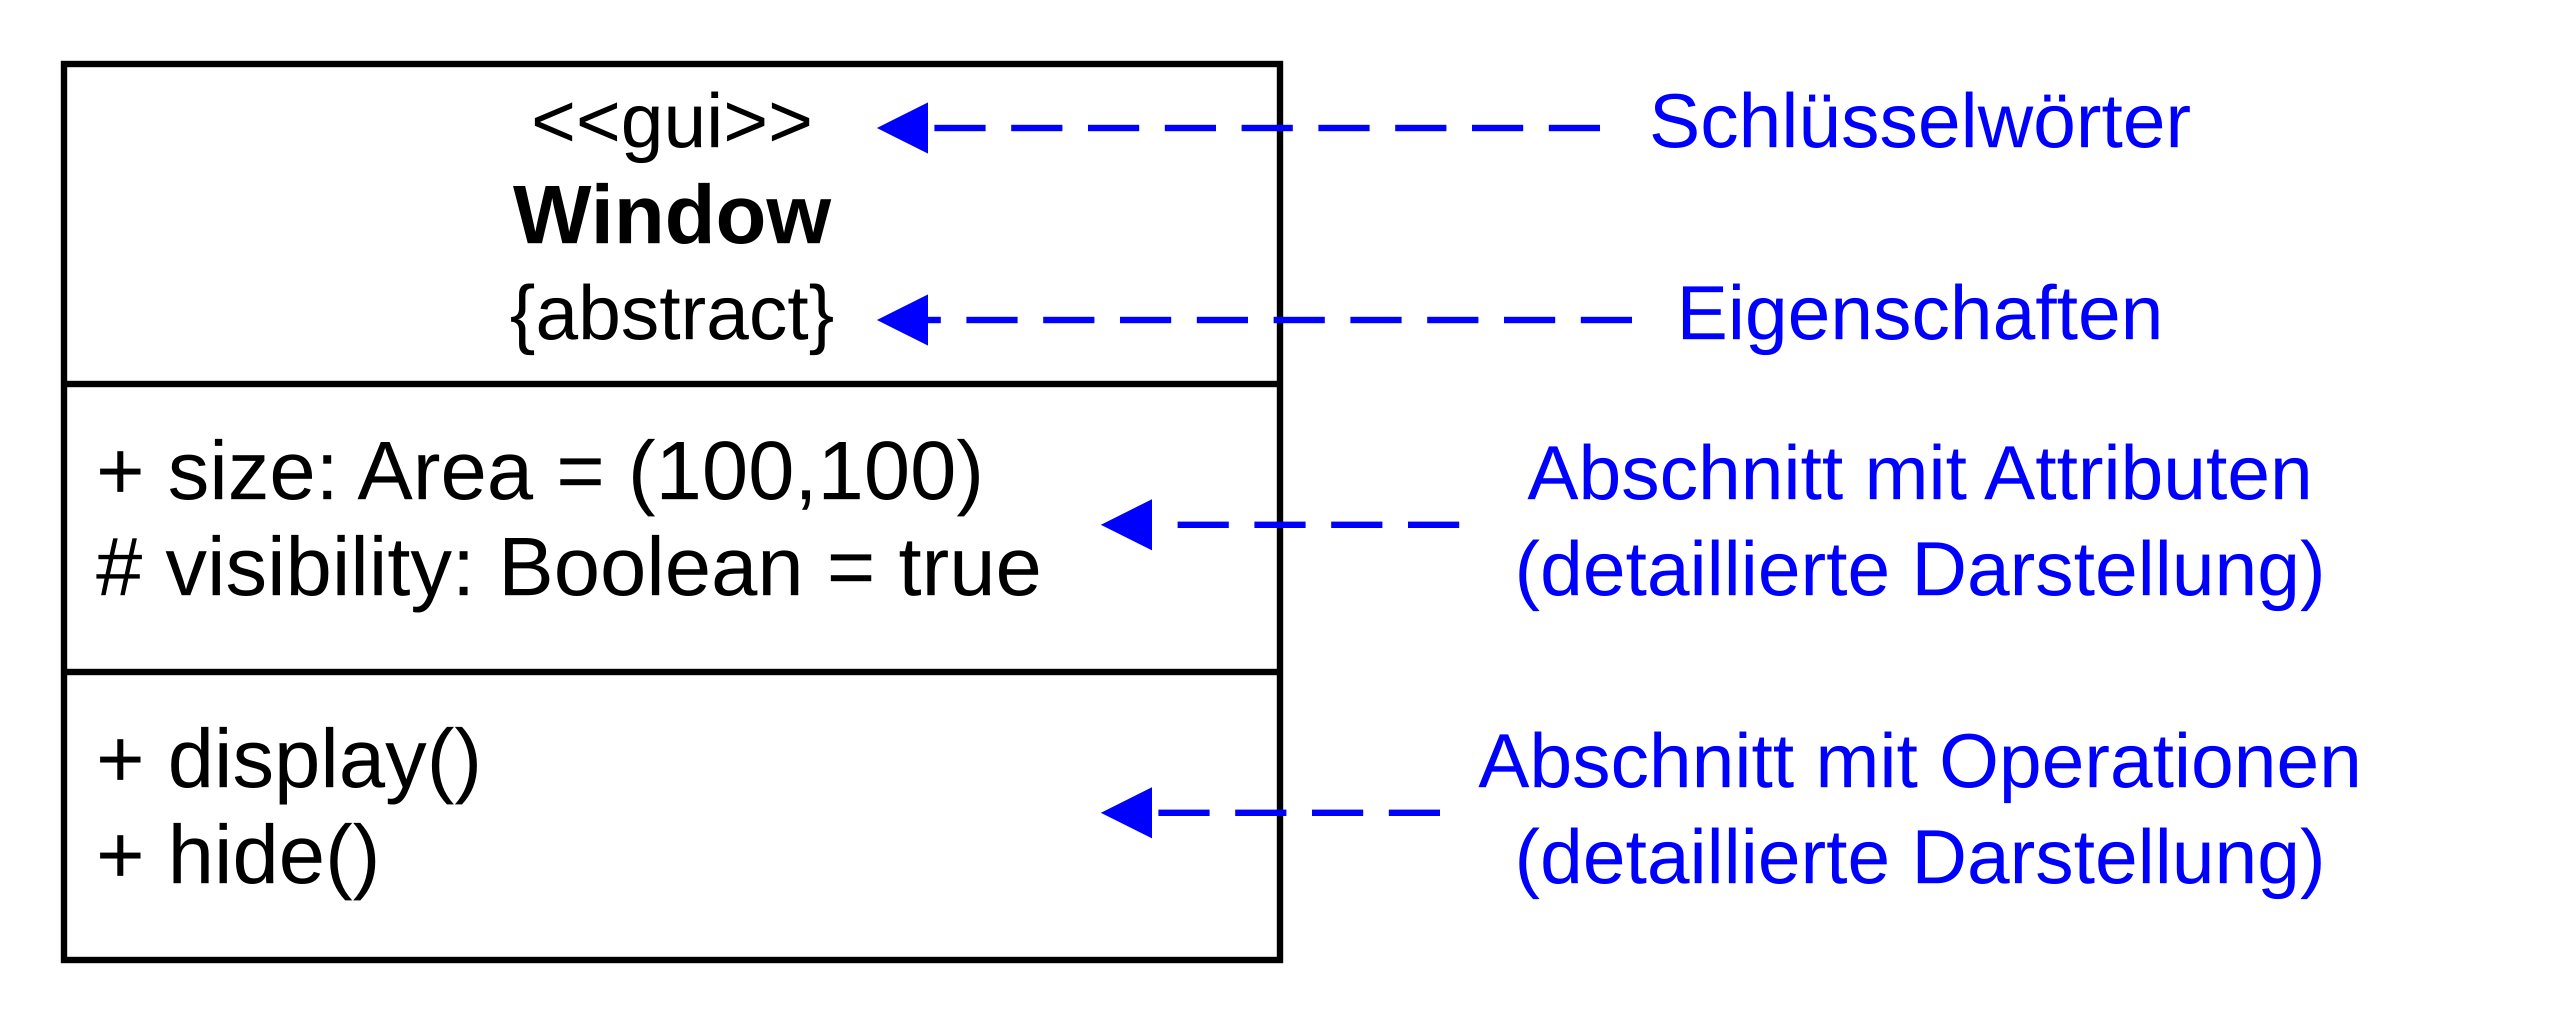 <<gui>>
Schlüsselwörter
Window
{abstract}
Eigenschaften
+ size: Area = (100,100)
# visibility: Boolean = true
Abschnitt mit Attributen
(detaillierte Darstellung)
+ display()
+ hide()
Abschnitt mit Operationen
(detaillierte Darstellung)